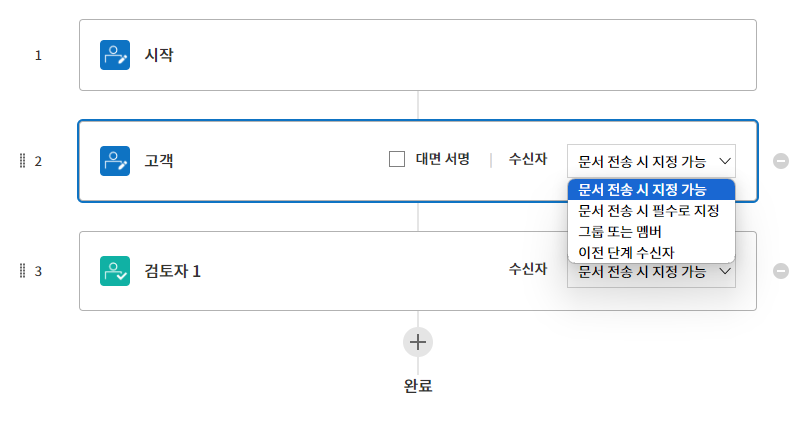 1 시작
2 고객 대면 서명 수신자 문서 전송 시 지정 가능
문서 전송 시 지정 가능
문서 전송 시 필수로 지정
그룹 또는 멤버
이전 단계 수신자
3 검토자 1 수신자 문서 전송 시 지정 가능
완료